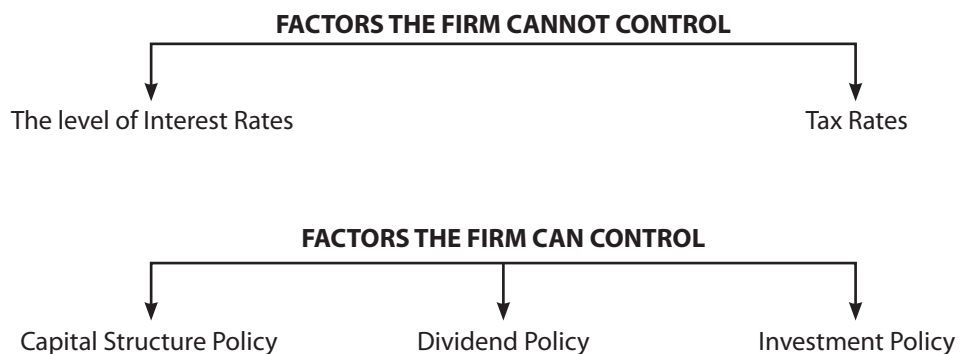 FACTORS THE FIRM CANNOT CONTROL
The level of Interest Rates
Tax Rates
FACTORS THE FIRM CAN CONTROL
Capital Structure Policy
Dividend Policy
Investment Policy